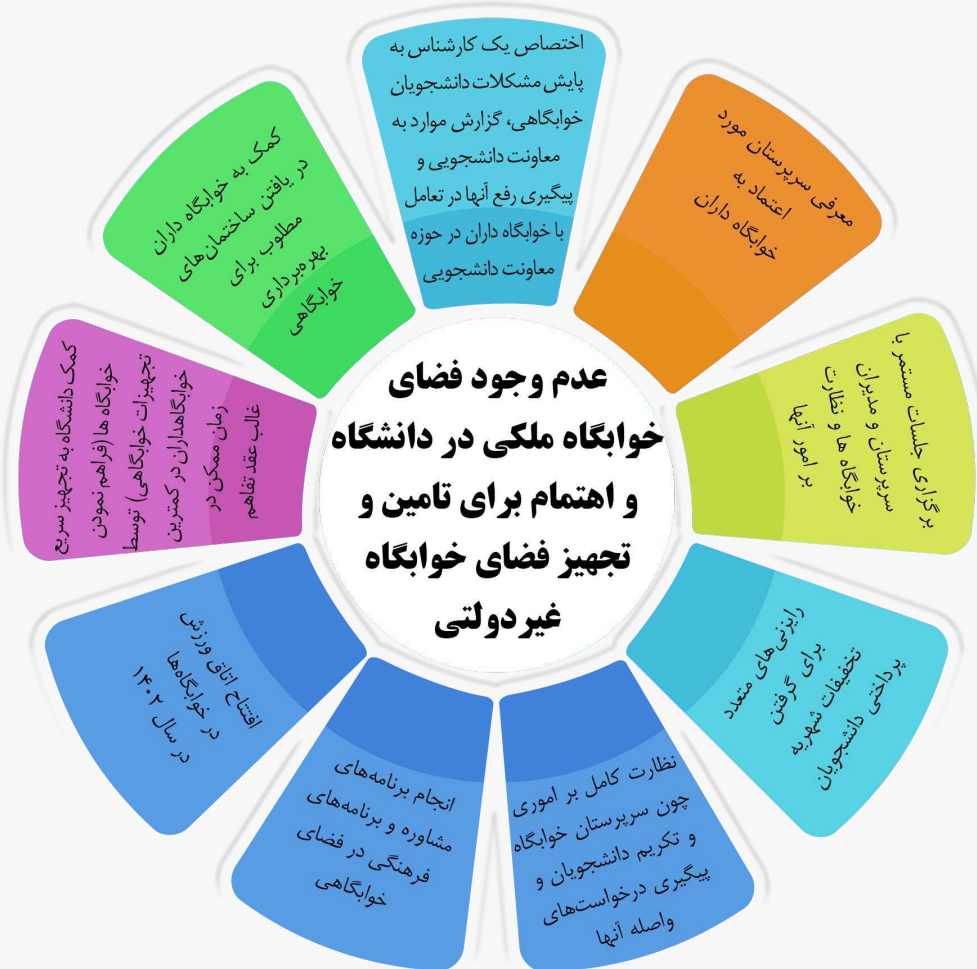 عدم وجود فضای
خوابگاه ملکی در دانشگاه
و اهتمام برای تامین و
تجهیز فضای خوابگاه
غیردولتی
اختصاص یک کارشناس به
پایش مشکلات دانشجویان
خوابگاهی، گزارش موارد به
معاونت دانشجویی و
پیگیری رفع آنها در تعامل
با خوابگاه داران در حوزه
معاونت دانشجویی
معرفی سرپرستان مورد
اعتماد به
خوابگاه داران
برگزاری جلسات مستمر با
سرپرستان و مدیران
خوابگاه ها و نظارت
بر امور آنها
رایزنی‌های متعدد
برای گرفتن
تخفیفات شهریه
پرداختی دانشجویان
نظارت کامل بر اموری
چون سرپرستان خوابگاه
و تکریم دانشجویان و
پیگیری درخواست‌های
واصله آنها
انجام برنامه‌های
مشاوره و برنامه‌های
فرهنگی در فضای
خوابگاهی
افتتاح اتاق ورزش
در خوابگاه‌ها
در سال ۱۴۰۲
کمک دانشگاه به تجهیز سریع
خوابگاه ها (فراهم نمودن
تجهیزات خوابگاهی) توسط
خوابگاهداران در کمترین
زمان ممکن در
غالب عقد تفاهم
کمک به خوابگاه داران
در یافتن ساختمان‌های
مطلوب برای
بهره‌برداری
خوابگاهی